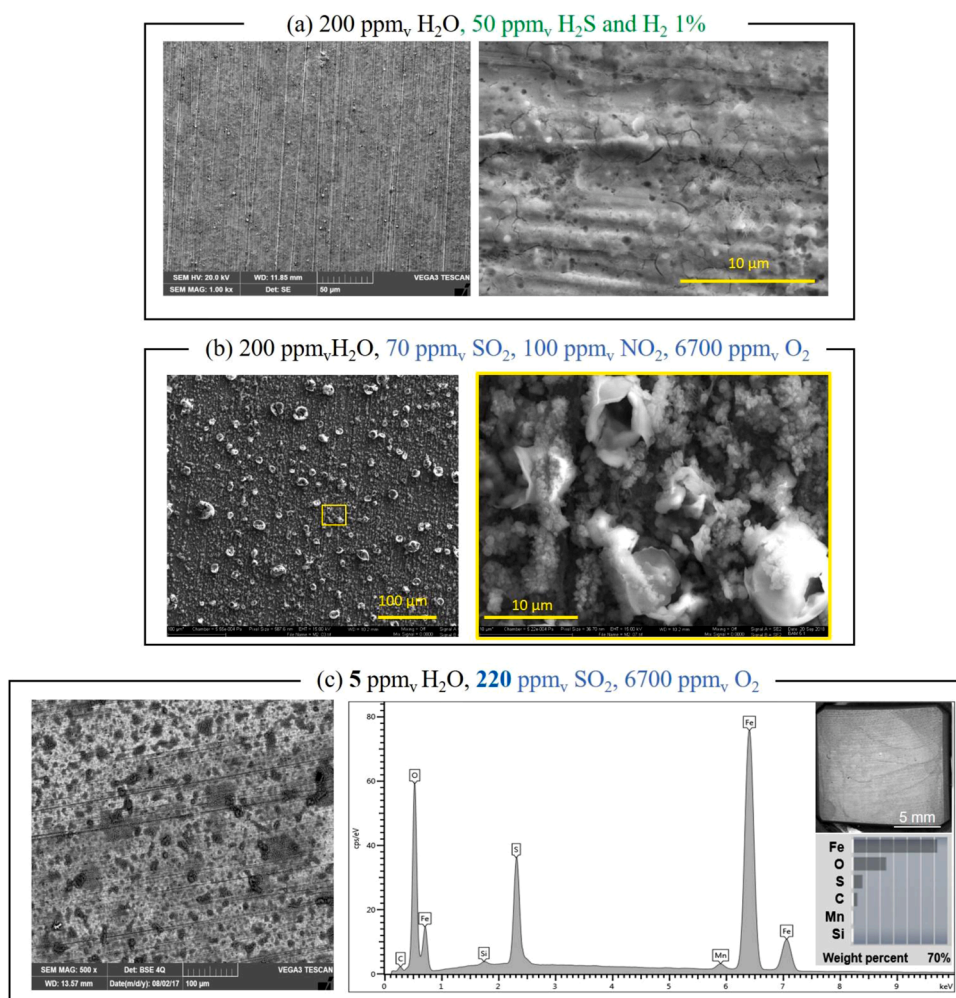 (a) 200 ppmv H2O, 50 ppmv H2S and H2 1%
SEM HV: 20.0 kV WD: 11.85 mm VEGA3 TESCAN
SEM MAG: 1.00 kx Det: SE 50 µm
10 µm
(b) 200 ppmvH2O, 70 ppmv SO2, 100 ppmv NO2, 6700 ppmv O2
100 µm
10 µm
(c) 5 ppmv H2O, 220 ppmv SO2, 6700 ppmv O2
SEM MAG: 500 x Det: BSE 4Q VEGA3 TESCAN
WD: 13.57 mm Date(m/d/y): 08/02/17 100 µm
cps/eV
80
60
40
20
0
C
O
Fe
Si
S
Mn
Fe
Fe
0 1 2 3 4 5 6 7 8 9 keV
5 mm
Fe
O
S
C
Mn
Si
Weight percent 70%